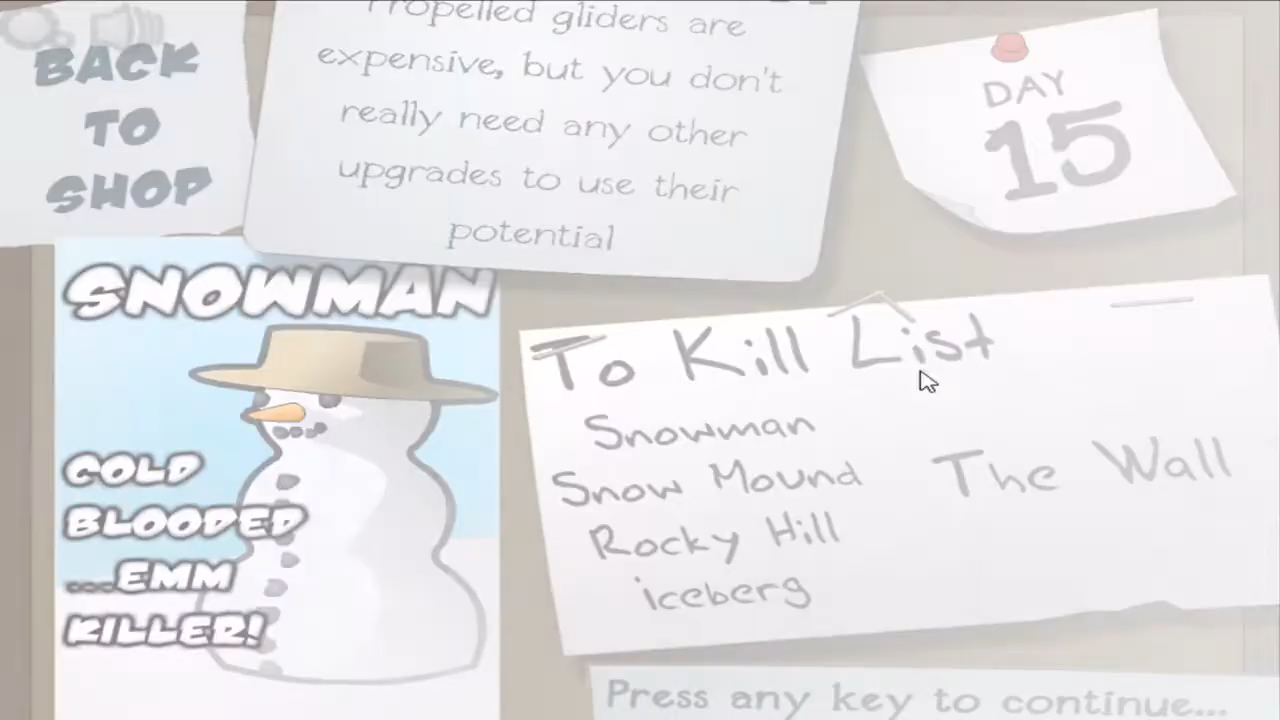 BACK
TO
SHOP
Propelled gliders are
expensive, but you don't
really need any other
upgrades to use their
potential
DAY
15
SNOWMAN
COLD
BLOODED
...EMM
KILLER!
To Kill List
Snowman
Snow Mound
The Wall
Rocky Hill
iceberg
Press any key to continue...